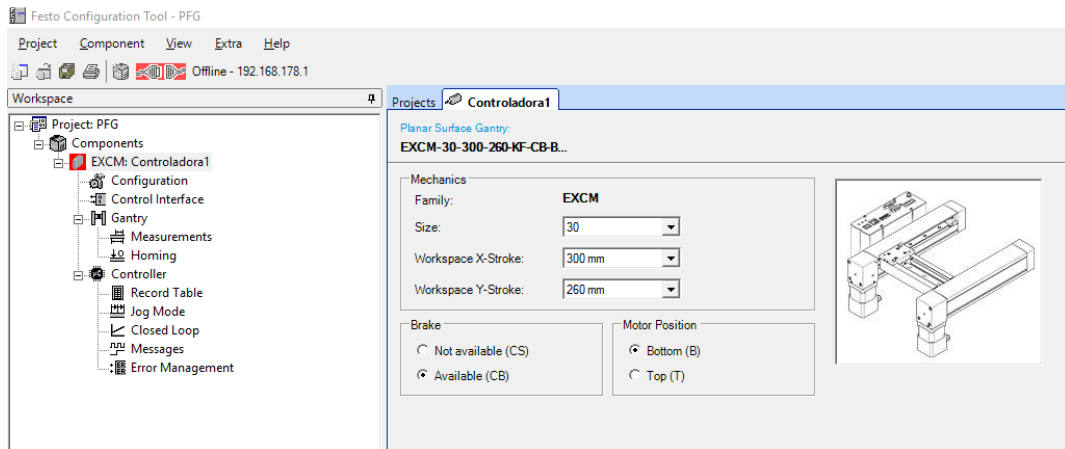 Festo Configuration Tool - PFG
Project Component View Extra Help
Offline - 192.168.178.1
Workspace
Project: PFG
Components
EXCM: Controladora1
Configuration
Control Interface
Gantry
Measurements
Homing
Controller
Record Table
Jog Mode
Closed Loop
Messages
Error Management
Projects Controladora1
Planar Surface Gantry:
EXCM-30-300-260-KF-CB-B...
Mechanics
Family: EXCM
Size: 30
Workspace X-Stroke: 300 mm
Workspace Y-Stroke: 260 mm
Brake
Not available (CS)
Available (CB)
Motor Position
Bottom (B)
Top (T)